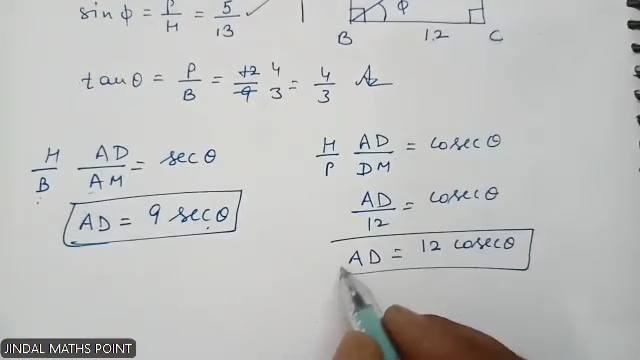 sin φ = P/H = 5/13 ✓
φ
B 12 C
tan θ = P/B = 12/9 4/3 = 4/3
H/B AD/AM = sec θ
AD = 9 sec θ
H/P AD/DM = cosec θ
AD/12 = cosec θ
AD = 12 cosec θ
JINDAL MATHS POINT